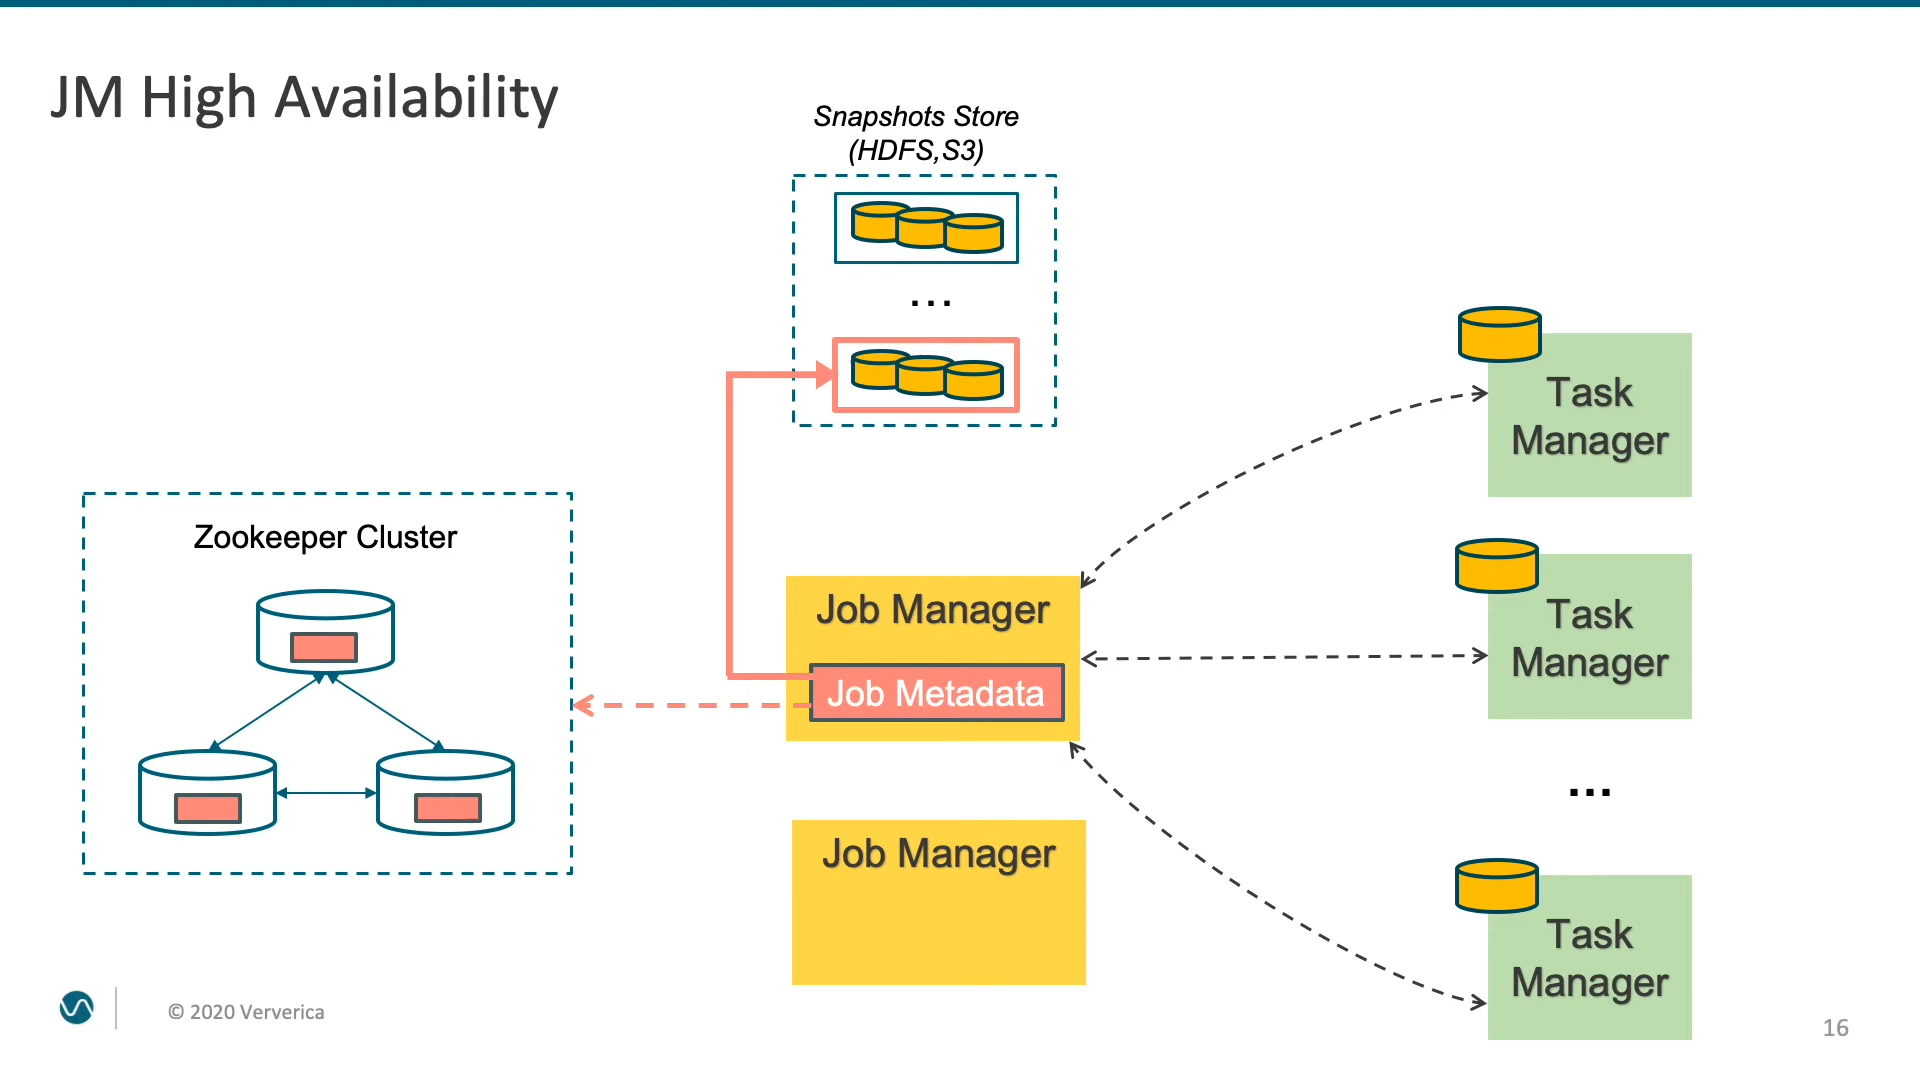 JM High Availability
Snapshots Store
(HDFS,S3)
...
Zookeeper Cluster
Job Manager
Job Metadata
Job Manager
Task
Manager
Task
Manager
...
Task
Manager
© 2020 Ververica
16